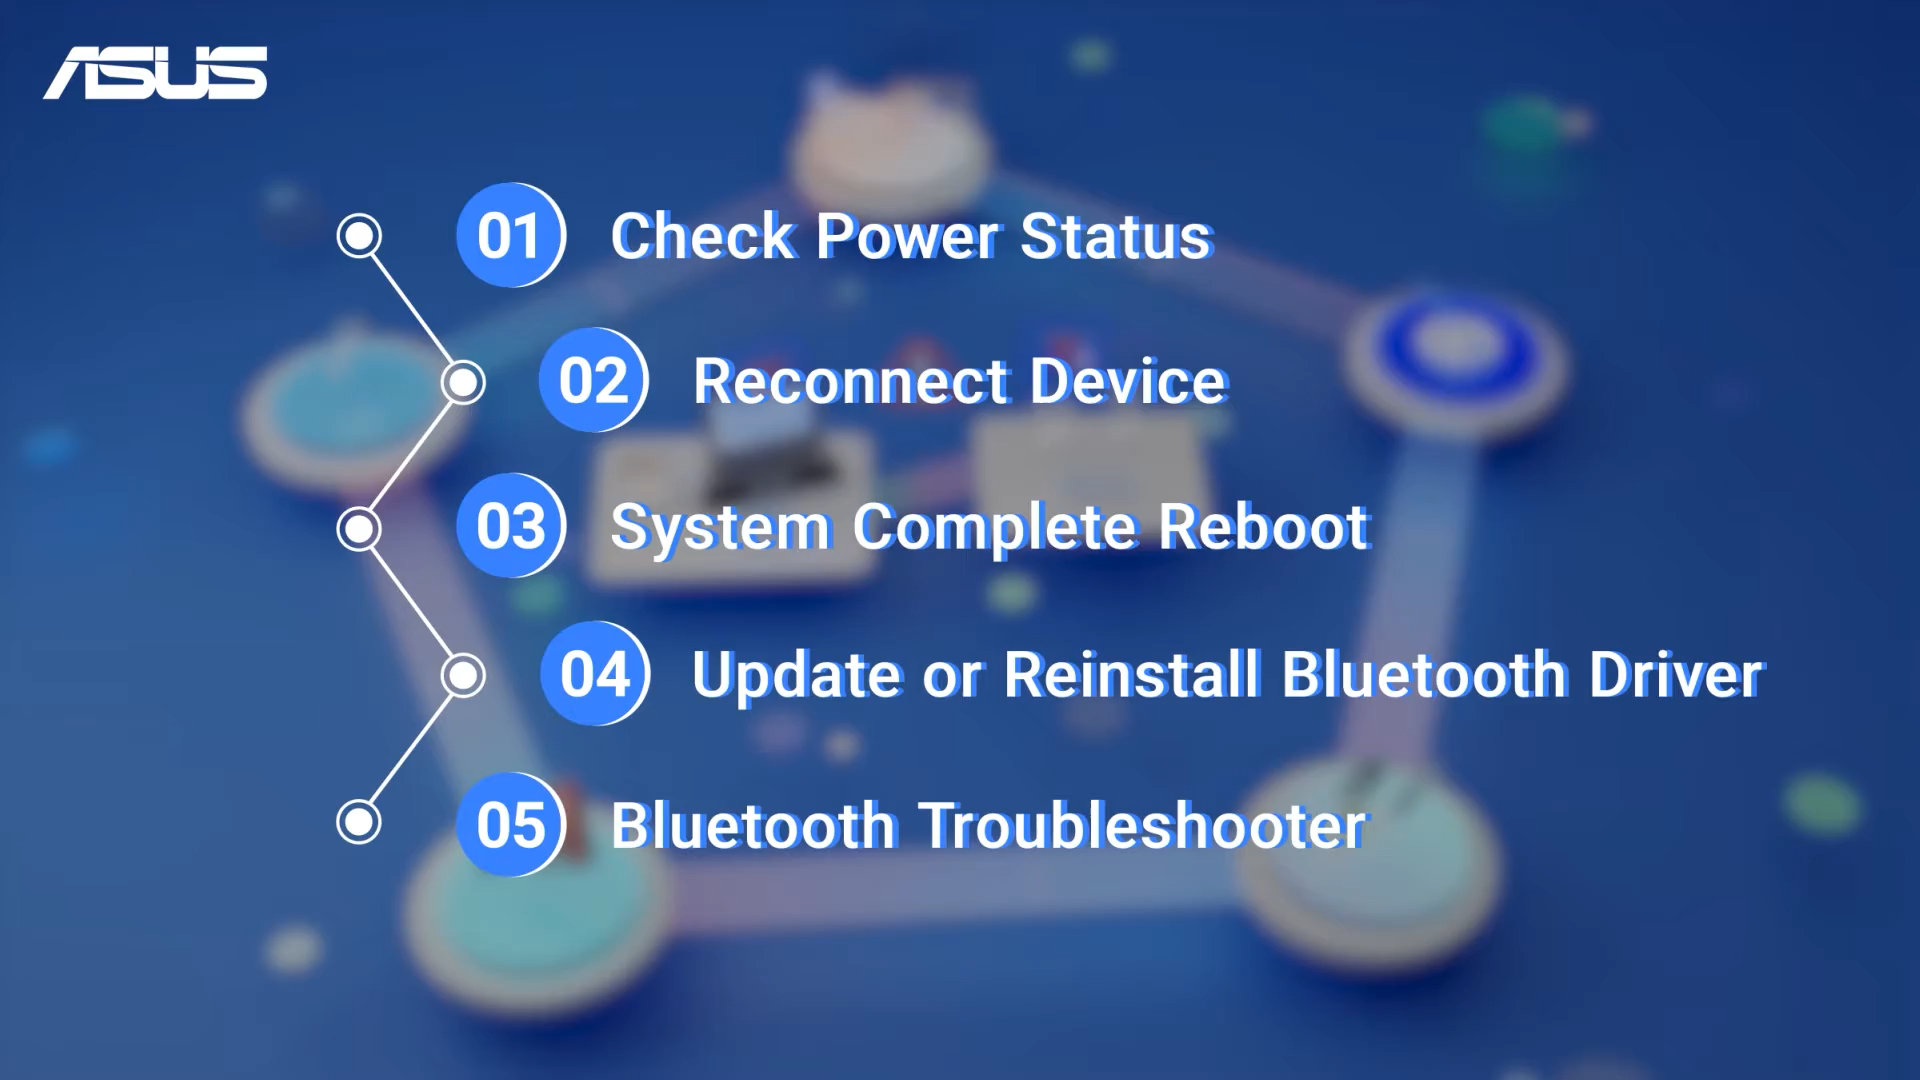 ASUS
01 Check Power Status
02 Reconnect Device
03 System Complete Reboot
04 Update or Reinstall Bluetooth Driver
05 Bluetooth Troubleshooter